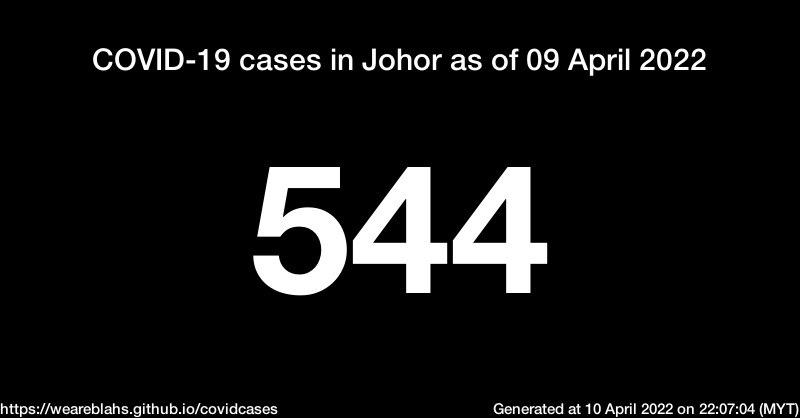 COVID-19 cases in Johor as of 09 April 2022
544
https://weareblahs.github.io/covidcases
Generated at 10 April 2022 on 22:07:04 (MYT)